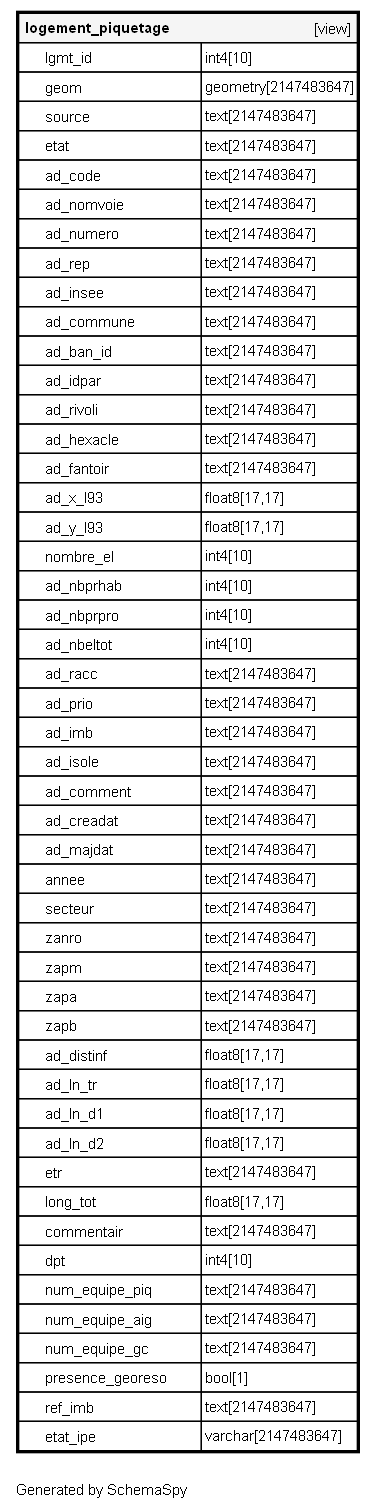 logement_piquetage [view]
lgmt_id int4[10]
geom geometry[2147483647]
source text[2147483647]
etat text[2147483647]
ad_code text[2147483647]
ad_nomvoie text[2147483647]
ad_numero text[2147483647]
ad_rep text[2147483647]
ad_insee text[2147483647]
ad_commune text[2147483647]
ad_ban_id text[2147483647]
ad_idpar text[2147483647]
ad_rivoli text[2147483647]
ad_hexacle text[2147483647]
ad_fantoir text[2147483647]
ad_x_l93 float8[17,17]
ad_y_l93 float8[17,17]
nombre_el int4[10]
ad_nbprhab int4[10]
ad_nbprpro int4[10]
ad_nbeltot int4[10]
ad_racc text[2147483647]
ad_prio text[2147483647]
ad_imb text[2147483647]
ad_isole text[2147483647]
ad_comment text[2147483647]
ad_creadat text[2147483647]
ad_majdat text[2147483647]
annee text[2147483647]
secteur text[2147483647]
zanro text[2147483647]
zapm text[2147483647]
zapa text[2147483647]
zapb text[2147483647]
ad_distinf float8[17,17]
ad_ln_tr float8[17,17]
ad_ln_d1 float8[17,17]
ad_ln_d2 float8[17,17]
etr text[2147483647]
long_tot float8[17,17]
commentair text[2147483647]
dpt int4[10]
num_equipe_piq text[2147483647]
num_equipe_aig text[2147483647]
num_equipe_gc text[2147483647]
presence_georeso bool[1]
ref_imb text[2147483647]
etat_ipe varchar[2147483647]
Generated by SchemaSpy